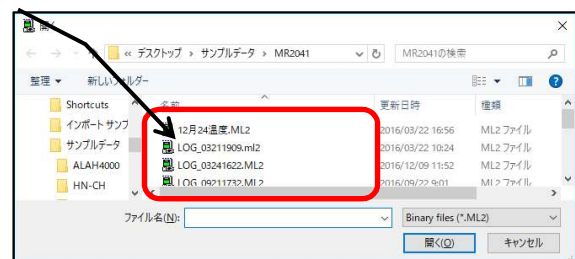 開く
« デスクトップ › サンプルデータ › MR2041
MR2041の検索
整理 新しいフォルダー
名前 更新日時 種類
Shortcuts
インポート サンプ
サンプルデータ
ALAH4000
HN-CH
12月24温度.ML2 2016/03/22 16:56 ML2 ファイル
LOG_03211909.ml2 2016/03/22 10:24 ML2 ファイル
LOG_03241622.ML2 2016/12/09 11:52 ML2 ファイル
LOG_09211732.ML2 2016/09/22 9:01 ML2 ファイル
ファイル名(N): Binary files (*.ML2)
開く(O) キャンセル